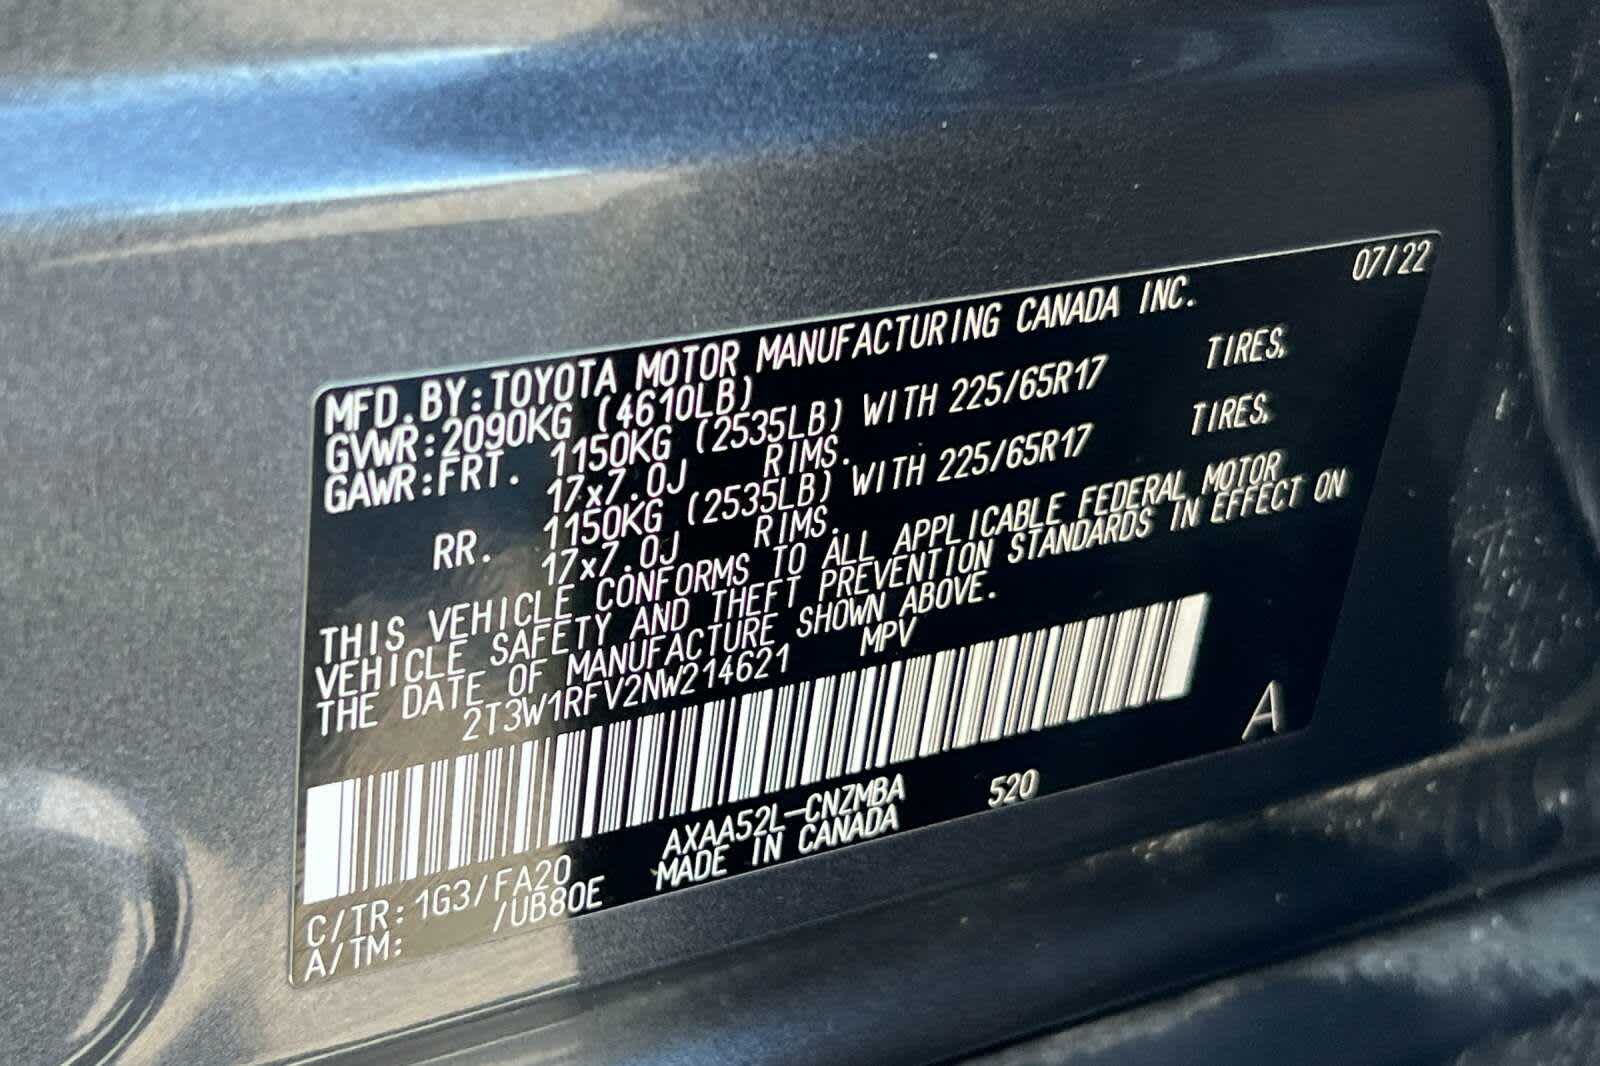 07/22
MFD.BY:TOYOTA MOTOR MANUFACTURING CANADA INC.
GVWR:2090KG (4610LB)
GAWR:FRT. 1150KG (2535LB) WITH 225/65R17 TIRES,
17x7.0J RIMS.
RR. 1150KG (2535LB) WITH 225/65R17 TIRES,
17x7.0J RIMS.
THIS VEHICLE CONFORMS TO ALL APPLICABLE FEDERAL MOTOR
VEHICLE SAFETY AND THEFT PREVENTION STANDARDS IN EFFECT ON
THE DATE OF MANUFACTURE SHOWN ABOVE.
2T3W1RFV2NW214621 MPV
A
C/TR: 1G3/FA20 AXAA52L-CNZMBA 520
A/TM: /UB80E MADE IN CANADA